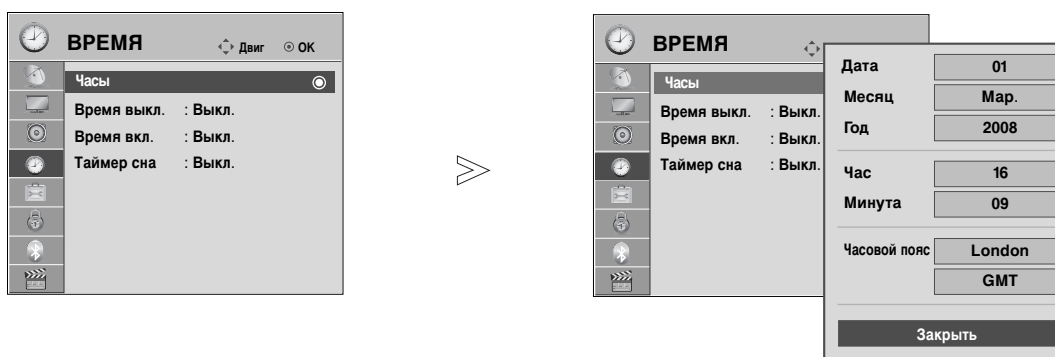 ВРЕМЯ Двиг OK
Часы
Время выкл. : Выкл.
Время вкл. : Выкл.
Таймер сна : Выкл.
ВРЕМЯ
Часы
Время выкл. : Выкл.
Время вкл. : Выкл.
Таймер сна : Выкл.
Дата 01
Месяц Мар.
Год 2008
Час 16
Минута 09
Часовой пояс London
GMT
Закрыть